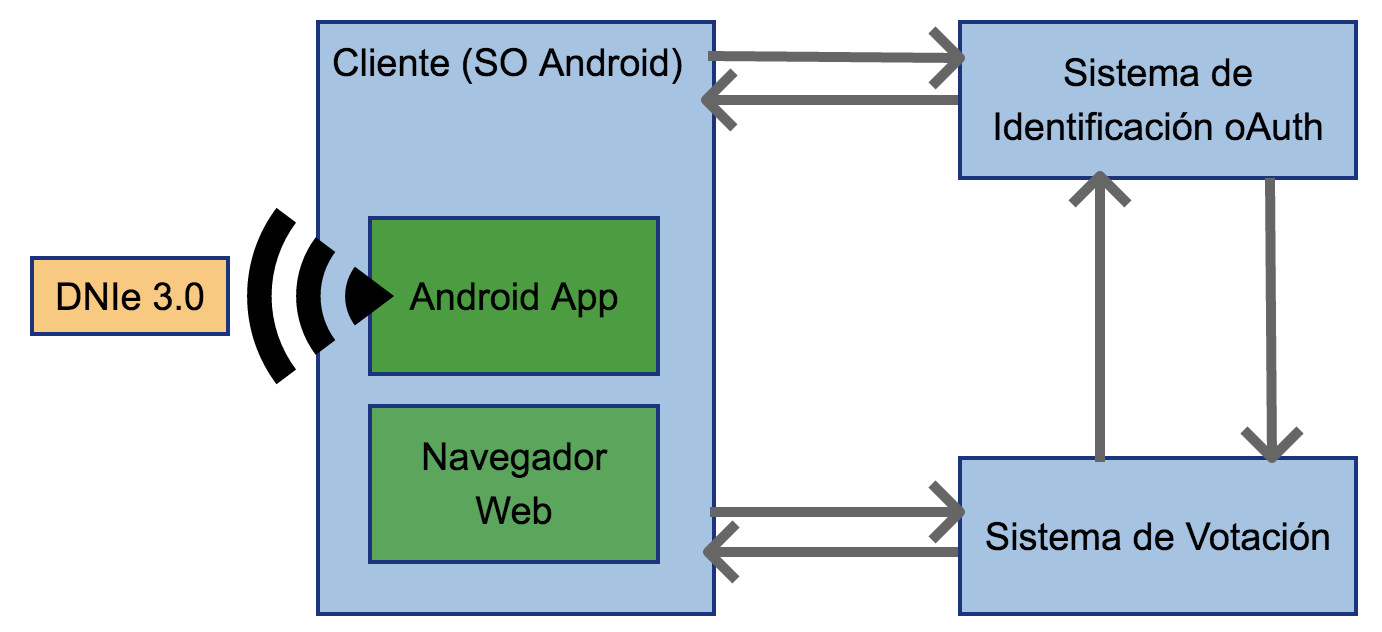 Cliente (SO Android)
Sistema de
Identificación oAuth
DNIe 3.0
Android App
Navegador
Web
Sistema de Votación